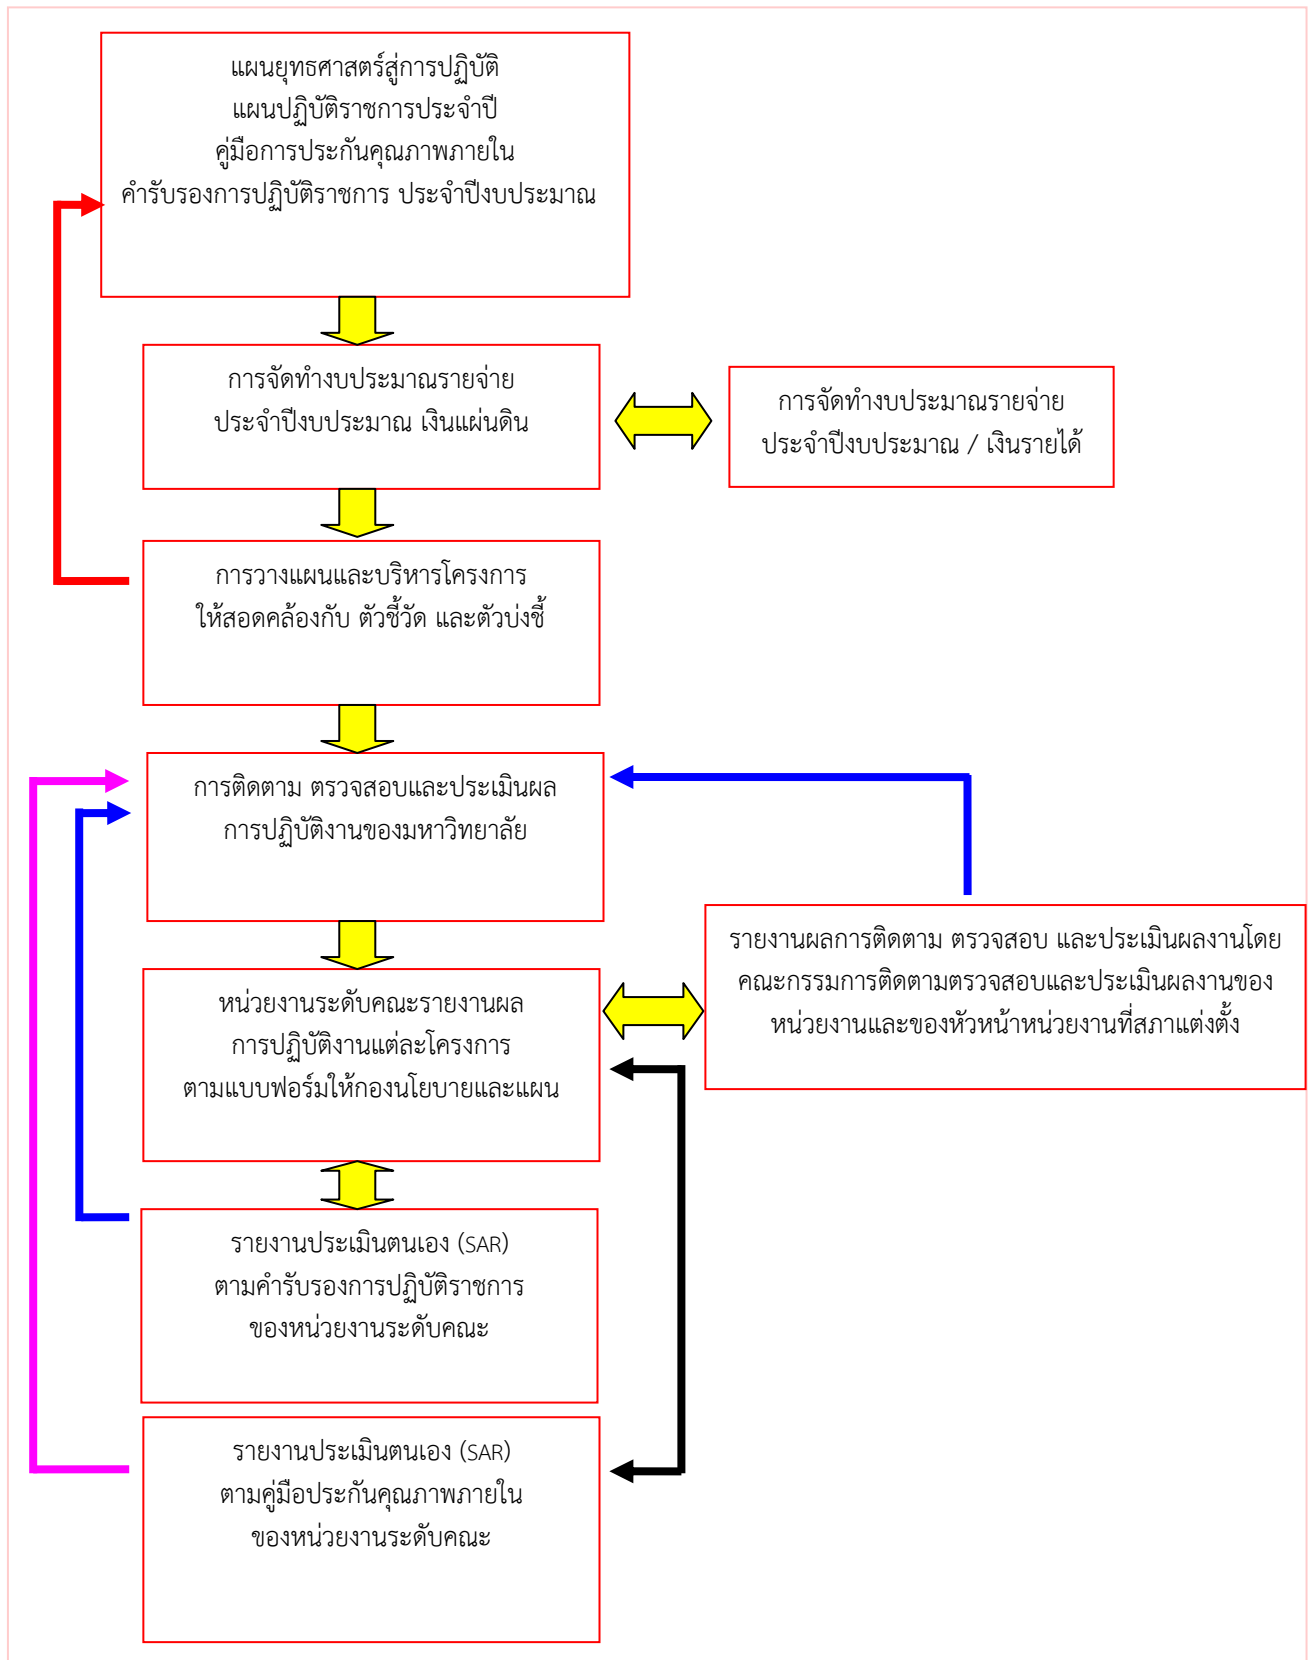 แผนยุทธศาสตร์สู่การปฏิบัติ
แผนปฏิบัติราชการประจำปี
คู่มือการประกันคุณภาพภายใน
คำรับรองการปฏิบัติราชการ ประจำปีงบประมาณ
การจัดทำงบประมาณรายจ่าย
ประจำปีงบประมาณ เงินแผ่นดิน
การจัดทำงบประมาณรายจ่าย
ประจำปีงบประมาณ / เงินรายได้
การวางแผนและบริหารโครงการ
ให้สอดคล้องกับ ตัวชี้วัด และตัวบ่งชี้
การติดตาม ตรวจสอบและประเมินผล
การปฏิบัติงานของมหาวิทยาลัย
รายงานผลการติดตาม ตรวจสอบ และประเมินผลงานโดย
คณะกรรมการติดตามตรวจสอบและประเมินผลงานของ
หน่วยงานและของหัวหน้าหน่วยงานที่สภาแต่งตั้ง
หน่วยงานระดับคณะรายงานผล
การปฏิบัติงานแต่ละโครงการ
ตามแบบฟอร์มให้กองนโยบายและแผน
รายงานประเมินตนเอง (SAR)
ตามคำรับรองการปฏิบัติราชการ
ของหน่วยงานระดับคณะ
รายงานประเมินตนเอง (SAR)
ตามคู่มือประกันคุณภาพภายใน
ของหน่วยงานระดับคณะ